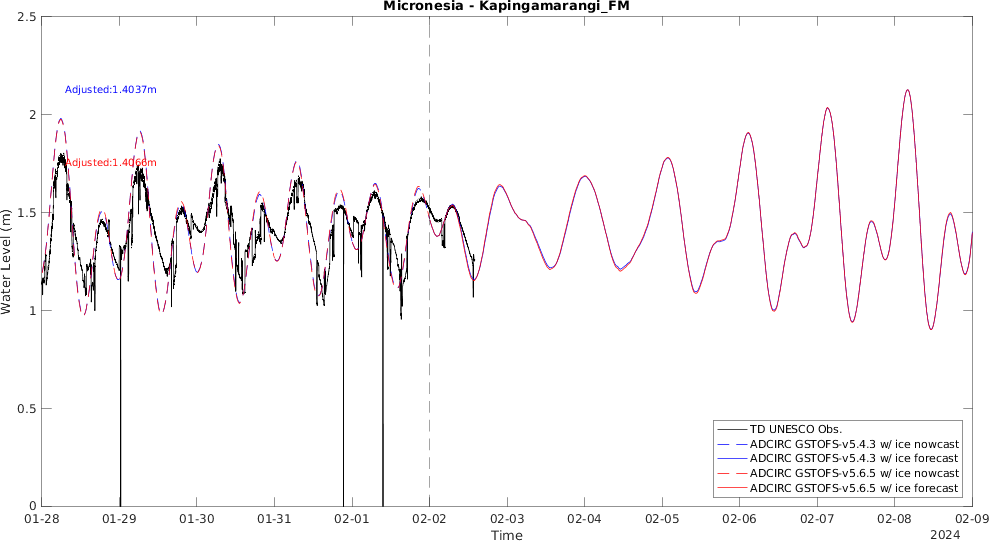 Micronesia - Kapingamarangi_FM
2.5
Adjusted:1.4037m
2
Adjusted:1.4066m
1.5
Water Level (m)
1
0.5
TD UNESCO Obs.
ADCIRC GSTOFS-v5.4.3 w/ ice nowcast
ADCIRC GSTOFS-v5.4.3 w/ ice forecast
ADCIRC GSTOFS-v5.6.5 w/ ice nowcast
ADCIRC GSTOFS-v5.6.5 w/ ice forecast
0
01-28 01-29 01-30 01-31 02-01 02-02 02-03 02-04 02-05 02-06 02-07 02-08 02-09
Time
2024